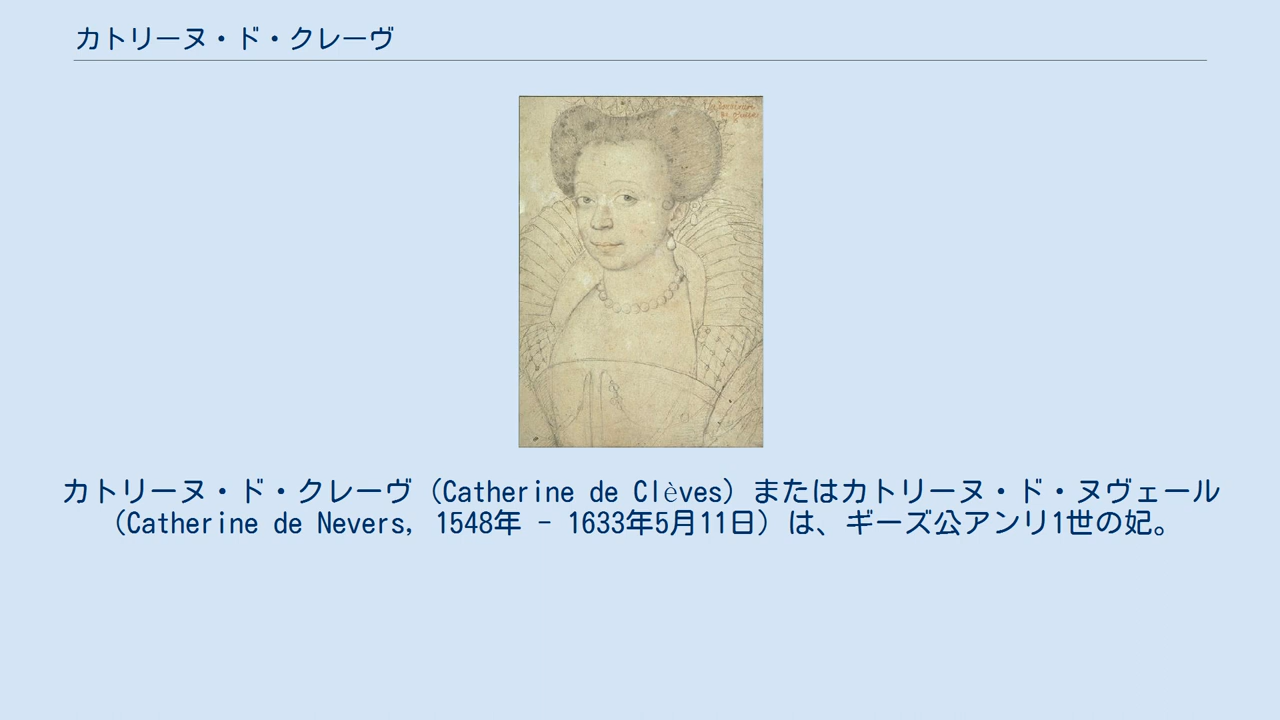 カトリーヌ・ド・クレーヴ
カトリーヌ・ド・クレーヴ（Catherine de Clèves）またはカトリーヌ・ド・ヌヴェール
（Catherine de Nevers, 1548年 - 1633年5月11日）は、ギーズ公アンリ1世の妃。